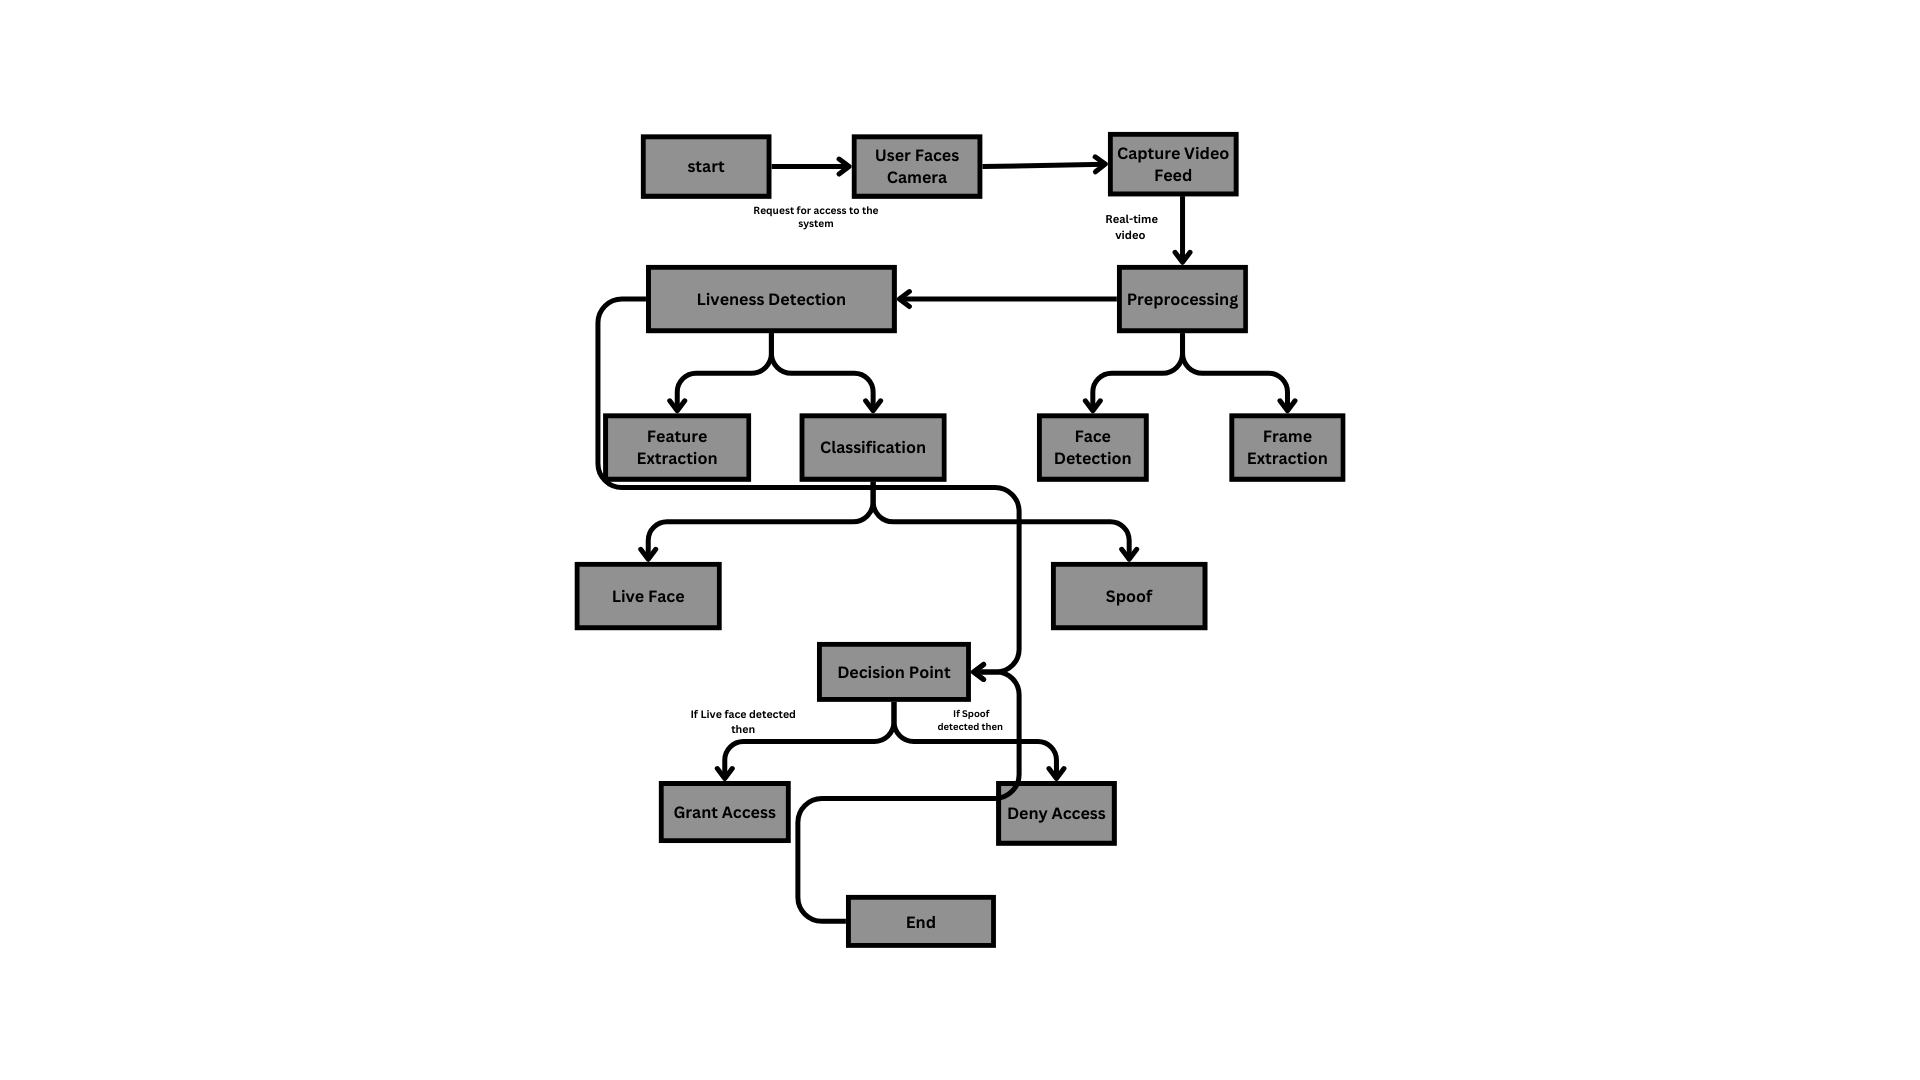 start
User Faces
Camera
Capture Video
Feed
Request for access to the
system
Real-time
video
Liveness Detection
Preprocessing
Feature
Extraction
Classification
Face
Detection
Frame
Extraction
Live Face
Spoof
Decision Point
If Live face detected
then
If Spoof
detected then
Grant Access
Deny Access
End